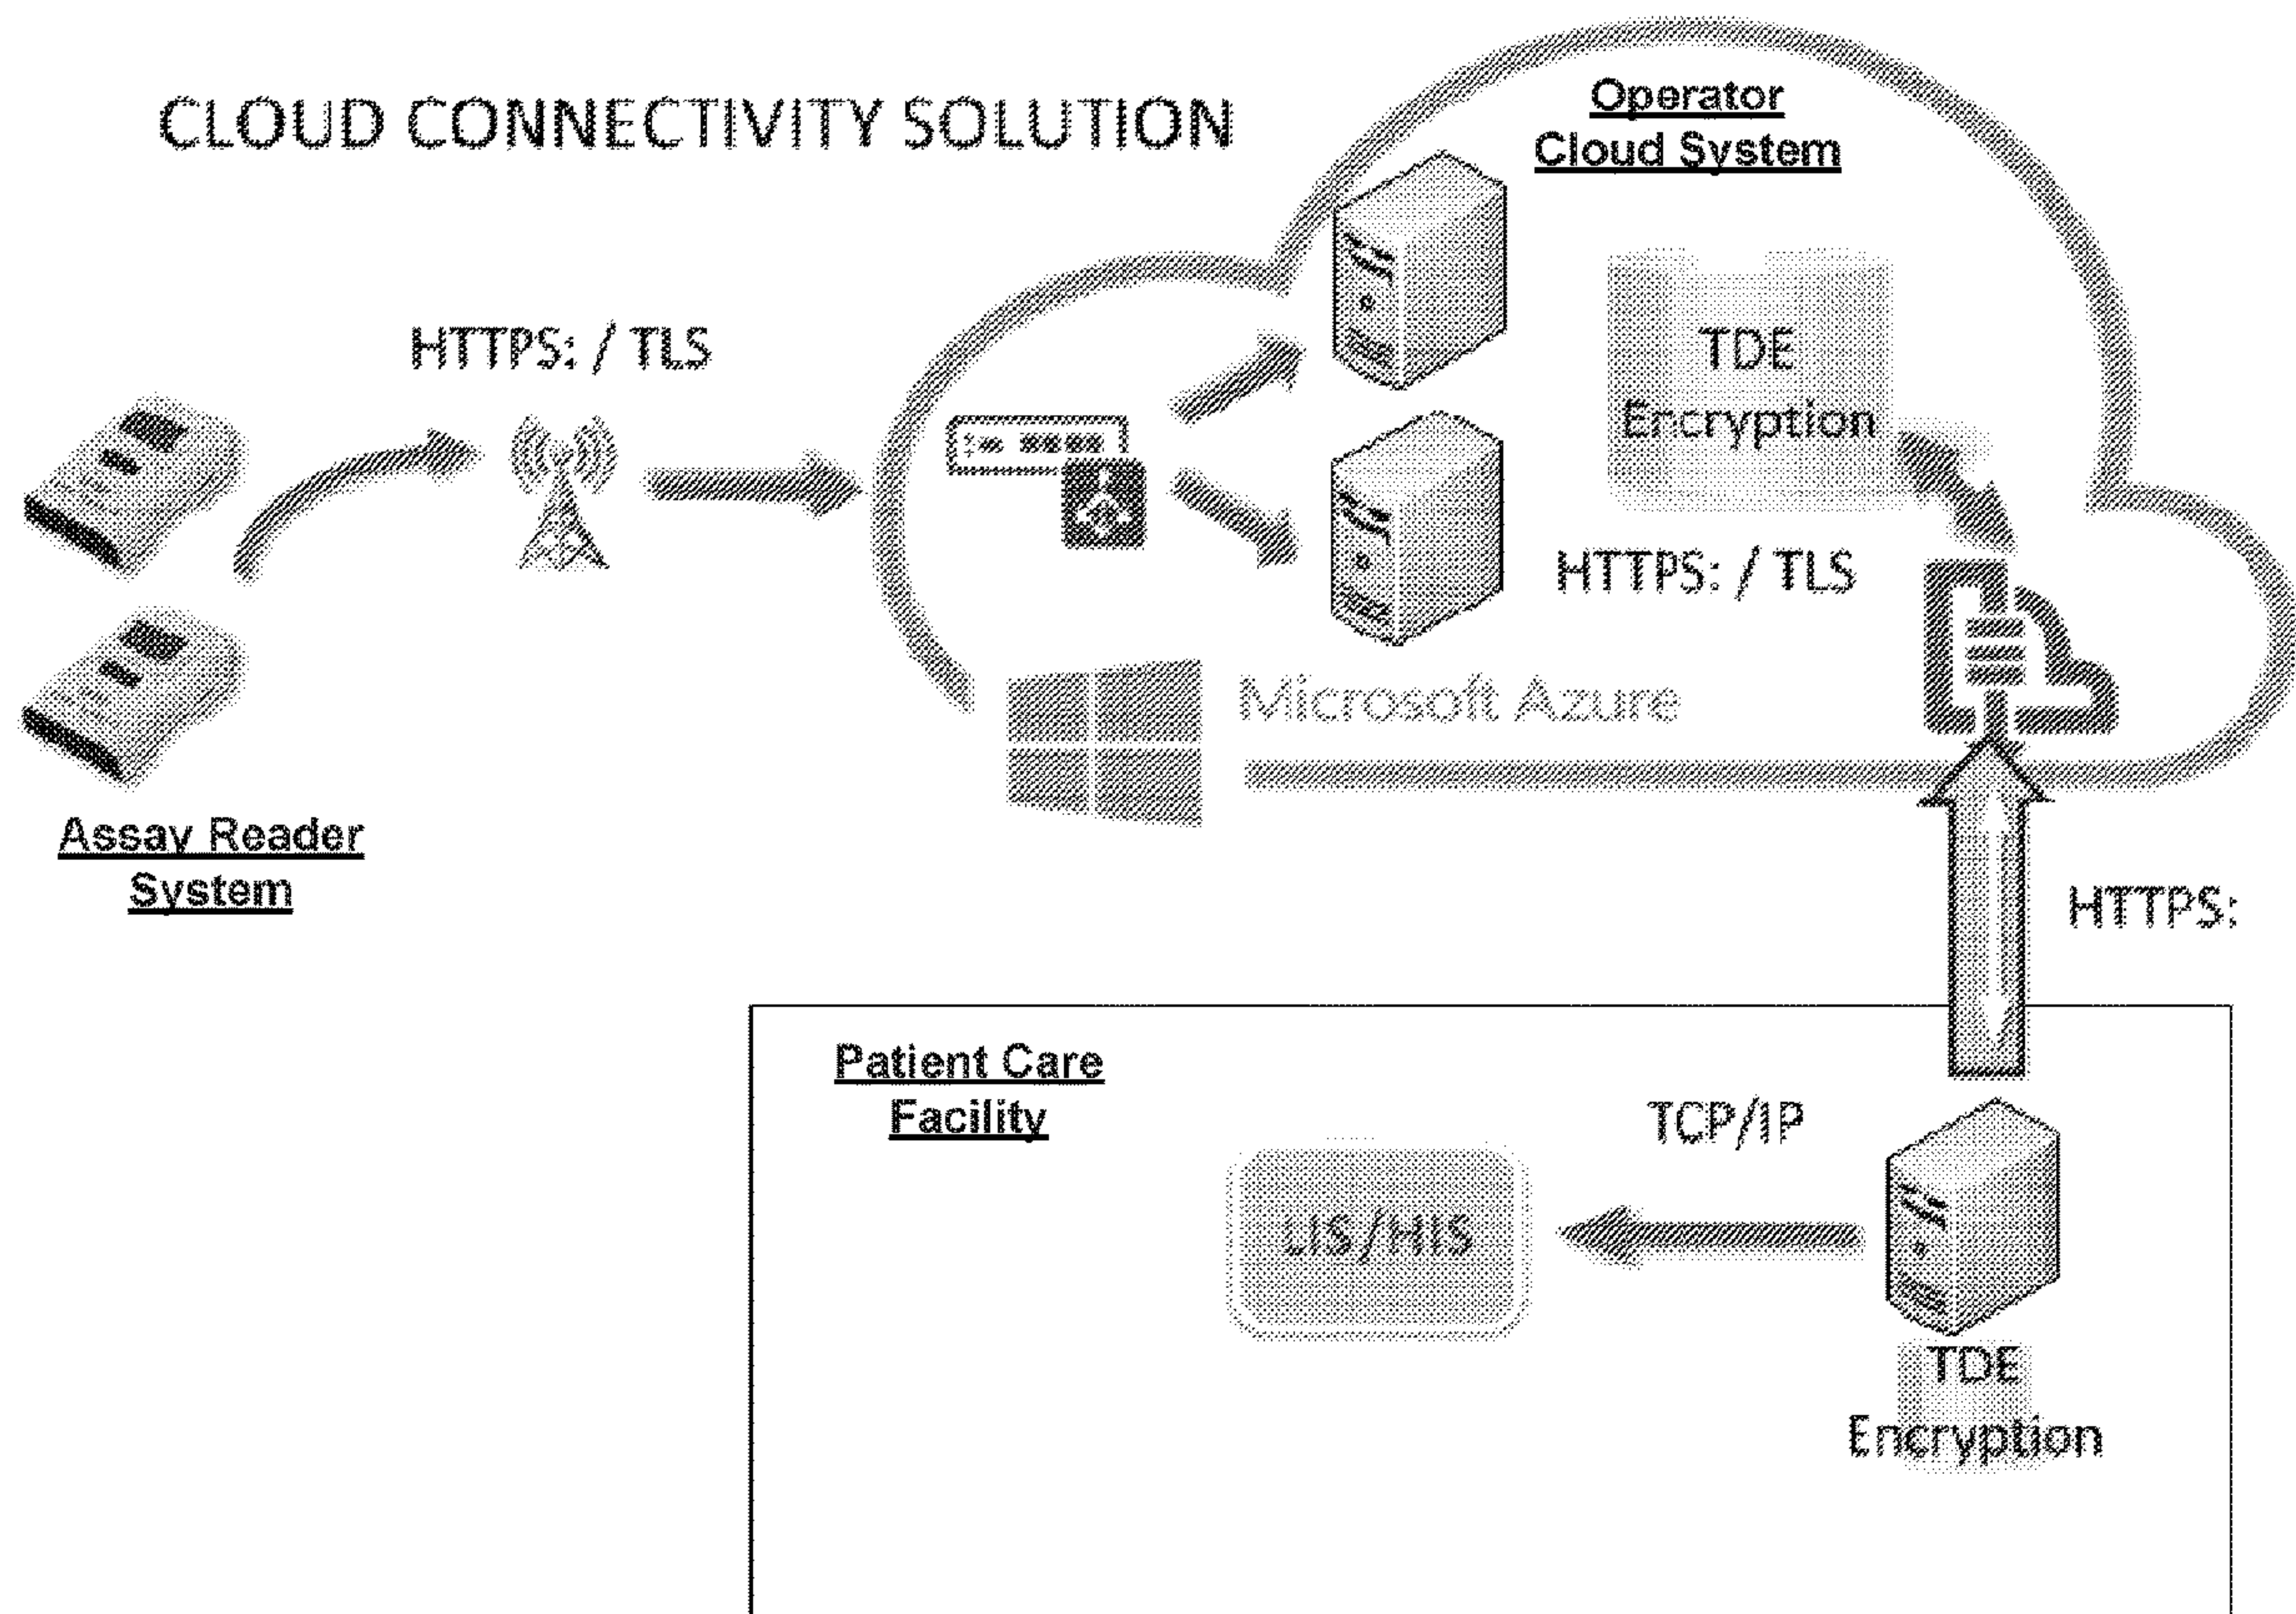 CLOUD CONNECTIVITY SOLUTION
Operator
Cloud System
HTTPS: / TLS
TDE
Encryption
HTTPS: / TLS
Microsoft Azure
Assay Reader
System
HTTPS:
Patient Care
Facility
TCP/IP
LIS/HIS
TDE
Encryption